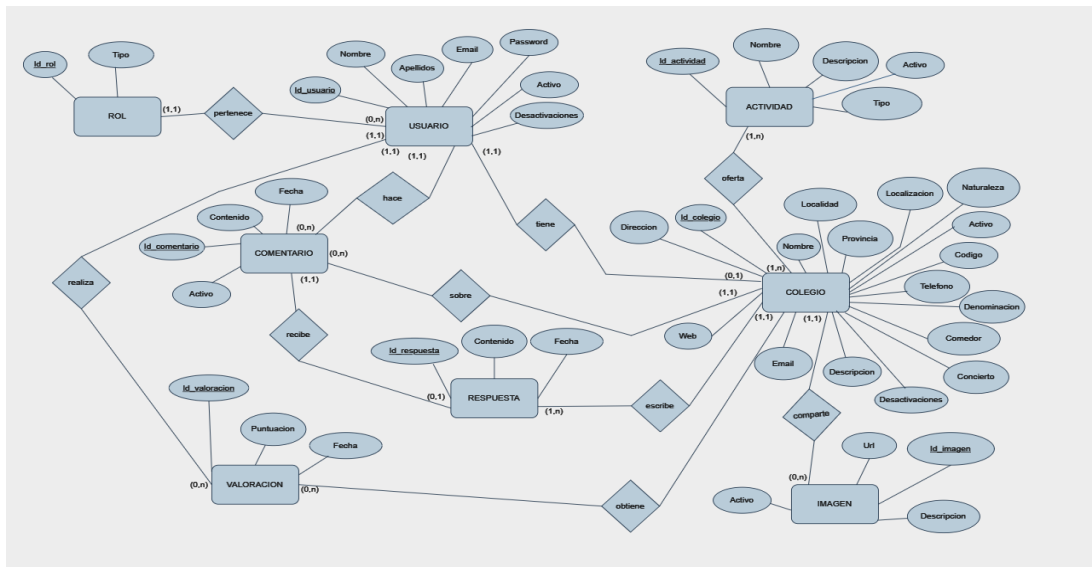 Id_rol
Tipo
ROL
(1,1)
pertenece
Nombre
Apellidos
Email
Password
Id_usuario
Activo
Desactivaciones
(0,n)
USUARIO
(1,1)
(1,1)
(1,1)
(1,1)
Nombre
Id_actividad
Descripcion
Activo
Tipo
ACTIVIDAD
(1,n)
oferta
hace
Fecha
Contenido
(0,n)
Id_comentario
COMENTARIO
(0,n)
(1,1)
Activo
tiene
realiza
sobre
recibe
Direccion
Id_colegio
Localidad
Localizacion
Naturaleza
Nombre
Provincia
Activo
Codigo
(1,n)
(0,1)
(1,1)
COLEGIO
Telefono
Denominacion
(1,1)
(1,1)
Web
Comedor
Email
Descripcion
Concierto
Desactivaciones
Id_respuesta
Contenido
Fecha
(0,1)
RESPUESTA
(1,n)
escribe
comparte
Id_valoracion
Puntuacion
Fecha
(0,n)
VALORACION
(0,n)
obtiene
Url
Id_imagen
(0,n)
Activo
IMAGEN
Descripcion